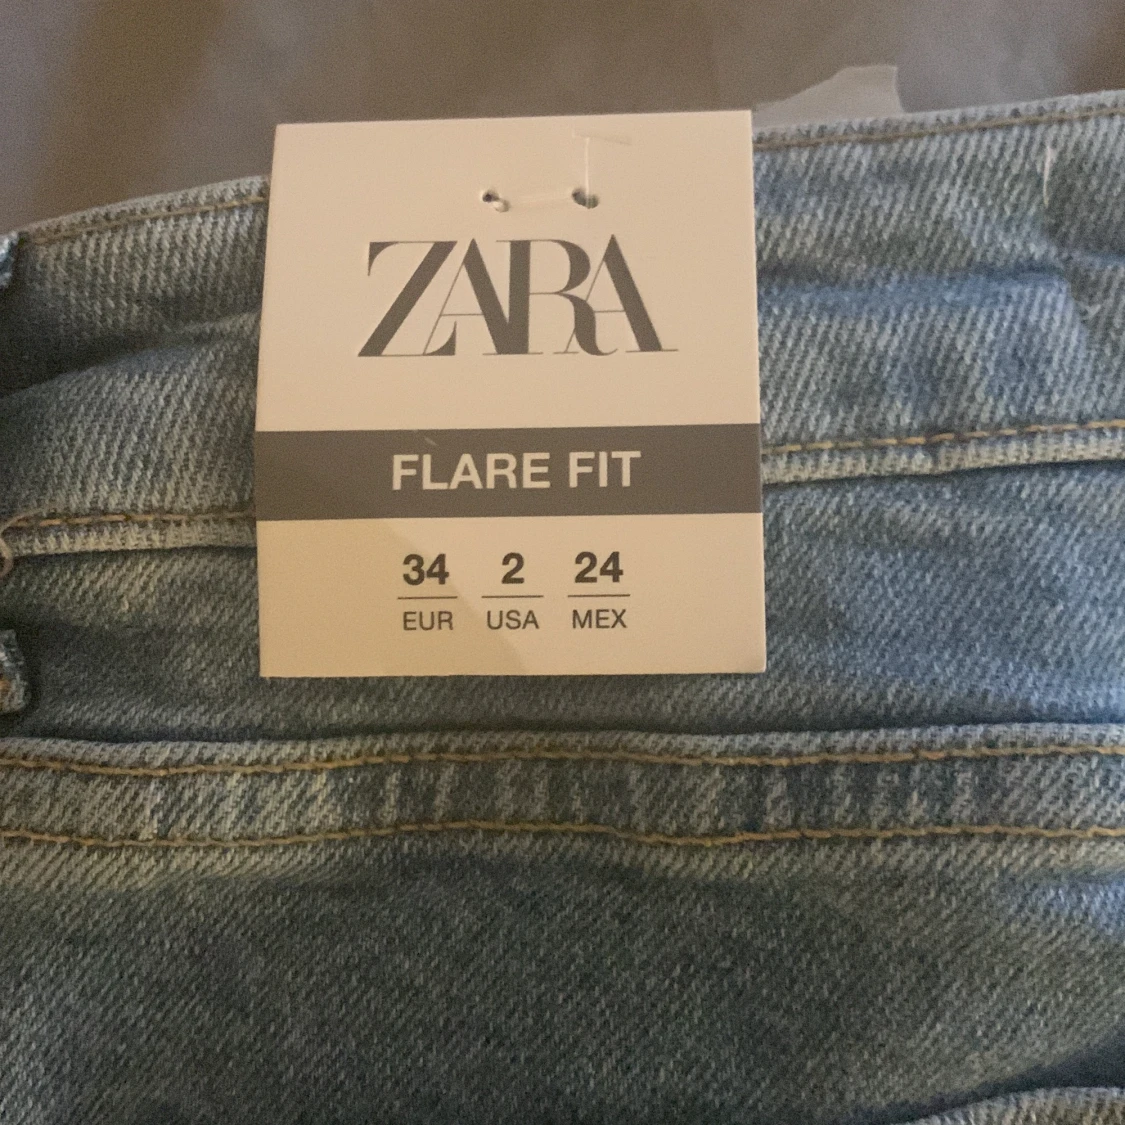 ZARA
FLARE FIT
34 2 24
EUR USA MEX